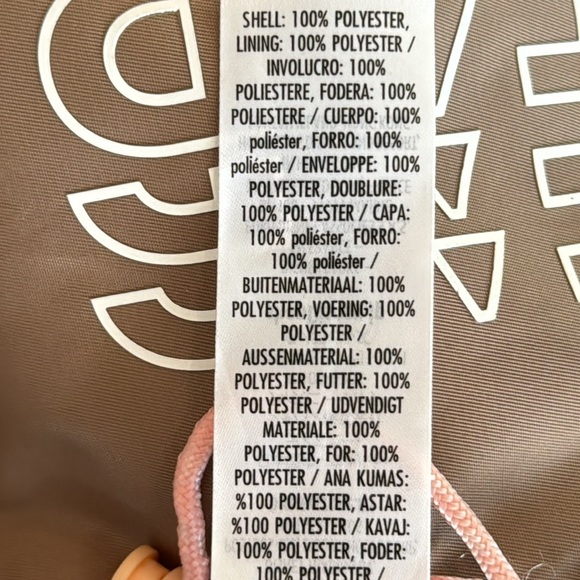 SHELL: 100% POLYESTER,
LINING: 100% POLYESTER /
INVOLUCRO: 100%
POLIESTERE, FODERA: 100%
POLIESTERE / CUERPO: 100%
poliéster, FORRO: 100%
poliéster / ENVELOPPE: 100%
POLYESTER, DOUBLURE:
100% POLYESTER / CAPA:
100% poliéster, FORRO:
100% poliéster /
BUITENMATERIAAL: 100%
POLYESTER, VOERING: 100%
POLYESTER /
AUSSENMATERIAL: 100%
POLYESTER, FUTTER: 100%
POLYESTER / UDVENDIGT
MATERIALE: 100%
POLYESTER, FOR: 100%
POLYESTER / ANA KUMAS:
%100 POLYESTER, ASTAR:
%100 POLYESTER / KAVAJ:
100% POLYESTER, FODER:
100% POLYESTER /